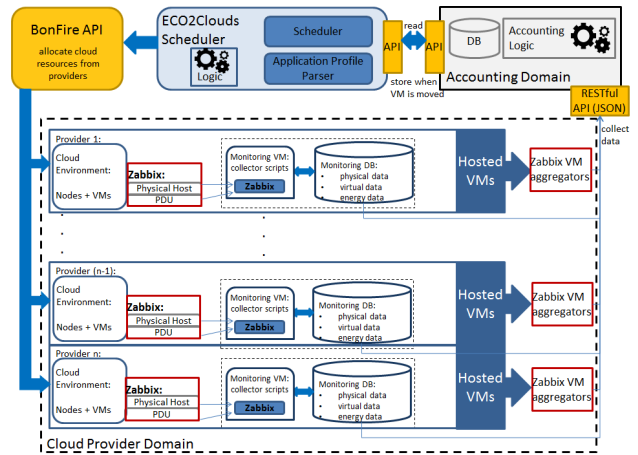 BonFire API
allocate cloud
resources from
providers
ECO2Clouds
Scheduler
Logic
Scheduler
Application Profile
Parser
API
read
API
store when
VM is moved
DB
Accounting
Logic
Accounting Domain
RESTful
API (JSON)
collect
data
Provider 1:
Cloud
Environment:
Nodes + VMs
Zabbix:
Physical Host
PDU
Monitoring VM:
collector scripts
Zabbix
Monitoring DB:
• physical data
• virtual data
• energy data
Hosted
VMs
Zabbix VM
aggregators
Provider (n-1):
Cloud
Environment:
Nodes + VMs
Zabbix:
Physical Host
PDU
Monitoring VM:
collector scripts
Zabbix
Monitoring DB:
• physical data
• virtual data
• energy data
Hosted
VMs
Zabbix VM
aggregators
Provider n:
Cloud
Environment:
Nodes + VMs
Zabbix:
Physical Host
PDU
Monitoring VM:
collector scripts
Zabbix
Monitoring DB:
• physical data
• virtual data
• energy data
Hosted
VMs
Zabbix VM
aggregators
Cloud Provider Domain